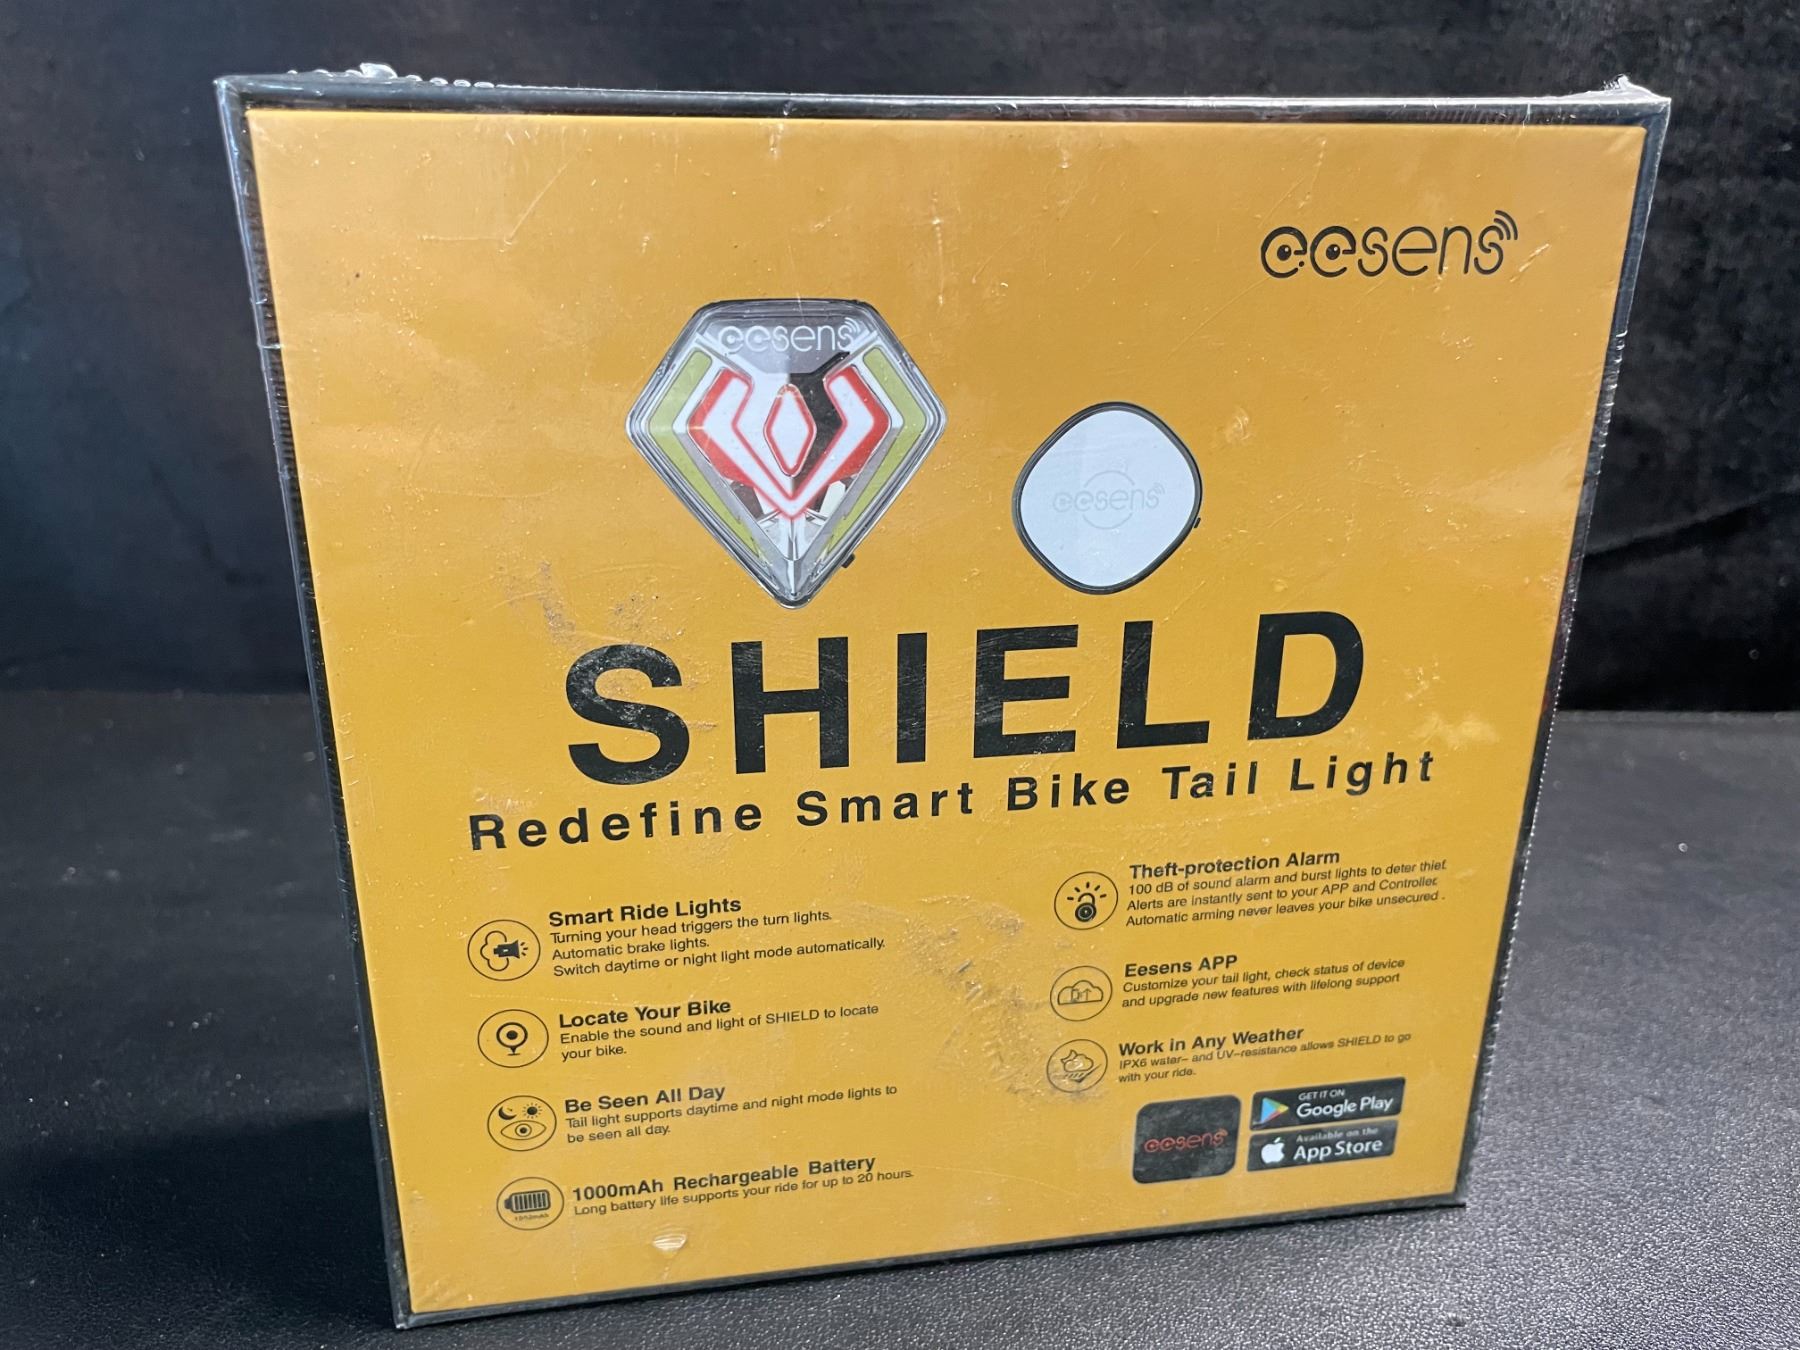 eesens
eesens
eesens
SHIELD
Redefine Smart Bike Tail Light
Smart Ride Lights
Turning your head triggers the turn lights.
Automatic brake lights.
Switch daytime or night light mode automatically.
Locate Your Bike
Enable the sound and light of SHIELD to locate
your bike.
Be Seen All Day
Tail light supports daytime and night mode lights to
be seen all day.
1000mAh Rechargeable Battery
Long battery life supports your ride for up to 20 hours.
Theft-protection Alarm
100 dB of sound alarm and burst lights to deter thief.
Alerts are instantly sent to your APP and Controller.
Automatic arming never leaves your bike unsecured .
Eesens APP
Customize your tail light, check status of device
and upgrade new features with lifelong support
Work in Any Weather
IPX6 water- and UV-resistance allows SHIELD to go
with your ride.
eesens
GET IT ON
Google Play
Available on the
App Store